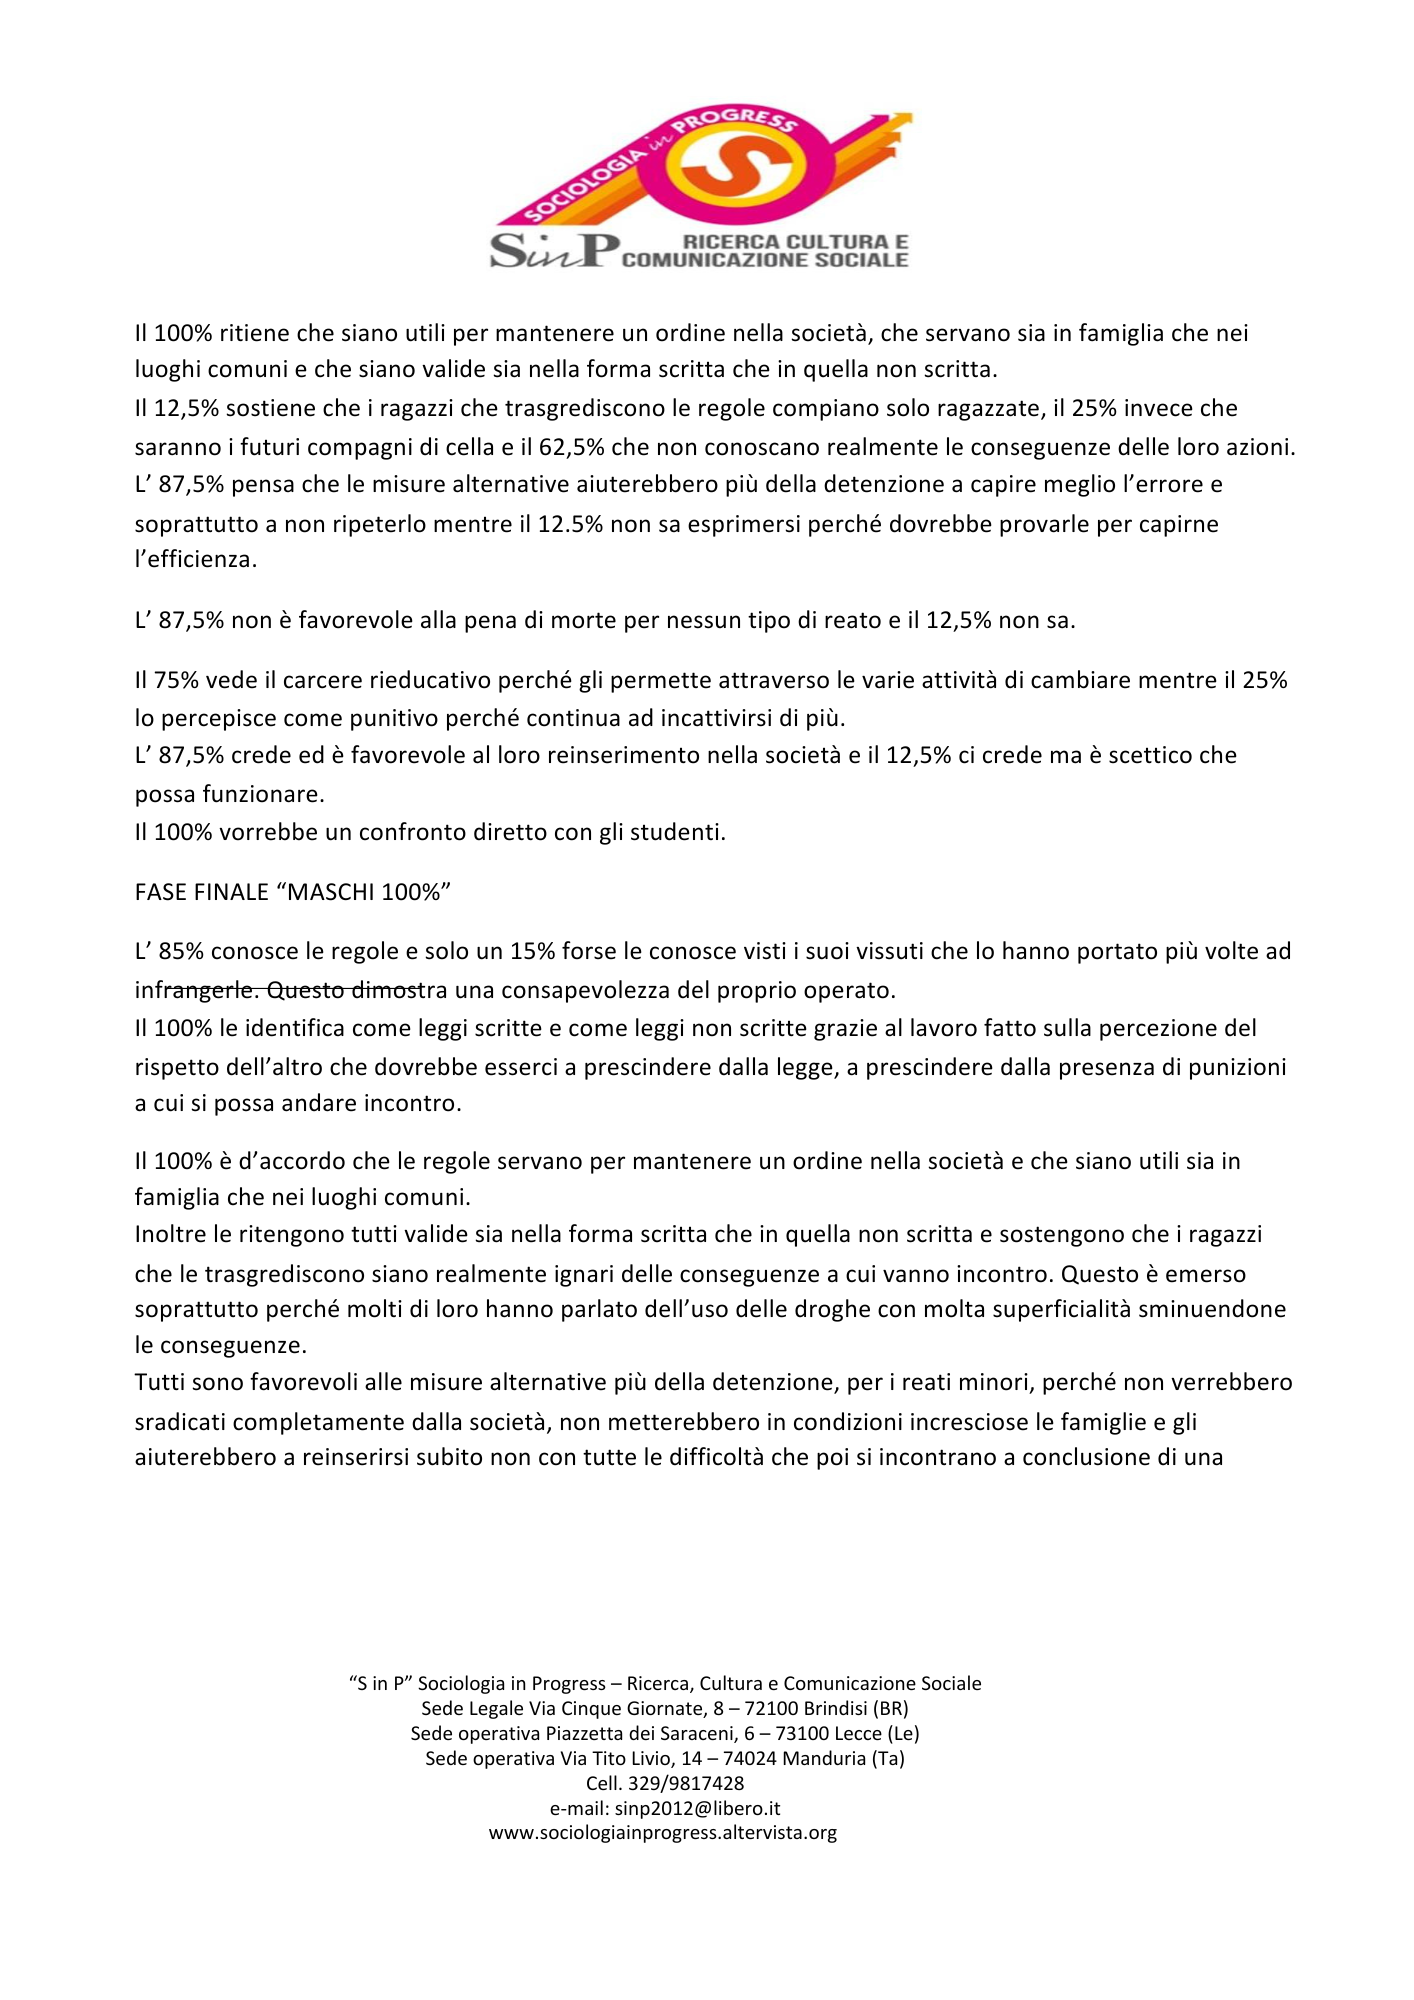 SOCIOLOGIA in PROGRESS
S
SinP RICERCA CULTURA E
COMUNICAZIONE SOCIALE
Il 100% ritiene che siano utili per mantenere un ordine nella società, che servano sia in famiglia che nei
luoghi comuni e che siano valide sia nella forma scritta che in quella non scritta.
Il 12,5% sostiene che i ragazzi che trasgrediscono le regole compiano solo ragazzate, il 25% invece che
saranno i futuri compagni di cella e il 62,5% che non conoscano realmente le conseguenze delle loro azioni.
L’ 87,5% pensa che le misure alternative aiuterebbero più della detenzione a capire meglio l’errore e
soprattutto a non ripeterlo mentre il 12.5% non sa esprimersi perché dovrebbe provarle per capirne
l’efficienza.
L’ 87,5% non è favorevole alla pena di morte per nessun tipo di reato e il 12,5% non sa.
Il 75% vede il carcere rieducativo perché gli permette attraverso le varie attività di cambiare mentre il 25%
lo percepisce come punitivo perché continua ad incattivirsi di più.
L’ 87,5% crede ed è favorevole al loro reinserimento nella società e il 12,5% ci crede ma è scettico che
possa funzionare.
Il 100% vorrebbe un confronto diretto con gli studenti.
FASE FINALE “MASCHI 100%”
L’ 85% conosce le regole e solo un 15% forse le conosce visti i suoi vissuti che lo hanno portato più volte ad
infrangerle. Questo dimostra una consapevolezza del proprio operato.
Il 100% le identifica come leggi scritte e come leggi non scritte grazie al lavoro fatto sulla percezione del
rispetto dell’altro che dovrebbe esserci a prescindere dalla legge, a prescindere dalla presenza di punizioni
a cui si possa andare incontro.
Il 100% è d’accordo che le regole servano per mantenere un ordine nella società e che siano utili sia in
famiglia che nei luoghi comuni.
Inoltre le ritengono tutti valide sia nella forma scritta che in quella non scritta e sostengono che i ragazzi
che le trasgrediscono siano realmente ignari delle conseguenze a cui vanno incontro. Questo è emerso
soprattutto perché molti di loro hanno parlato dell’uso delle droghe con molta superficialità sminuendone
le conseguenze.
Tutti sono favorevoli alle misure alternative più della detenzione, per i reati minori, perché non verrebbero
sradicati completamente dalla società, non metterebbero in condizioni incresciose le famiglie e gli
aiuterebbero a reinserirsi subito non con tutte le difficoltà che poi si incontrano a conclusione di una
“S in P” Sociologia in Progress – Ricerca, Cultura e Comunicazione Sociale
Sede Legale Via Cinque Giornate, 8 – 72100 Brindisi (BR)
Sede operativa Piazzetta dei Saraceni, 6 – 73100 Lecce (Le)
Sede operativa Via Tito Livio, 14 – 74024 Manduria (Ta)
Cell. 329/9817428
e-mail: sinp2012@libero.it
www.sociologiainprogress.altervista.org